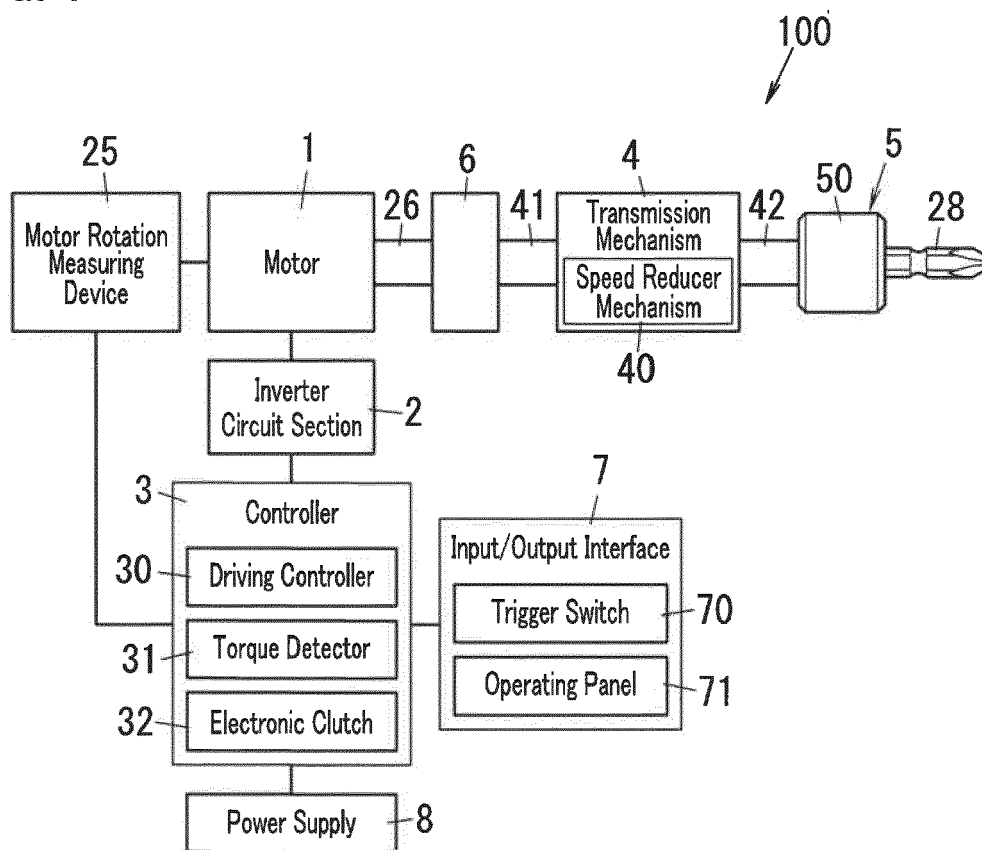 100
25
1
6
4
5
26
41
42
50
28
Motor Rotation
Measuring
Device
Motor
Transmission
Mechanism
Speed Reducer
Mechanism
40
Inverter
Circuit Section
2
3
Controller
7
Input/Output Interface
30
Driving Controller
Trigger Switch
70
31
Torque Detector
Operating Panel
71
32
Electronic Clutch
Power Supply
8